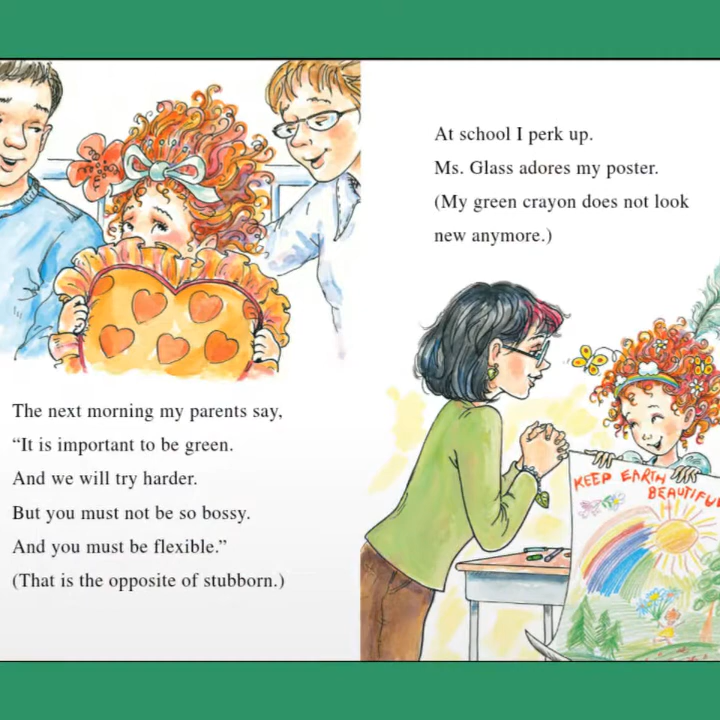 The next morning my parents say,
“It is important to be green.
And we will try harder.
But you must not be so bossy.
And you must be flexible.”
(That is the opposite of stubborn.)
At school I perk up.
Ms. Glass adores my poster.
(My green crayon does not look
new anymore.)
KEEP EARTH
BEAUTIFUL